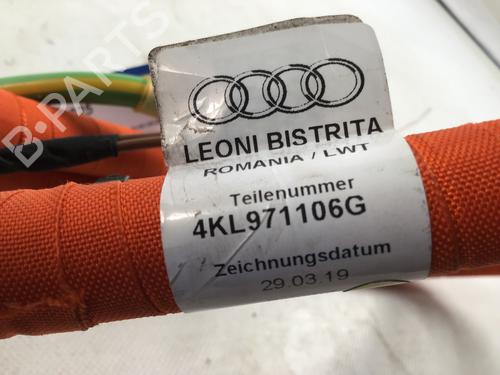 LEONI BISTRITA
ROMANIA / LWT
Teilenummer
4KL971106G
Zeichnungsdatum
29.03.19
B-PARTS